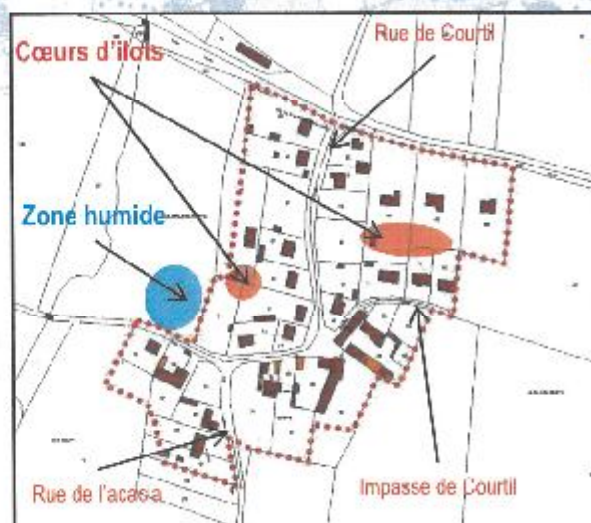 Rue de Courtil
Cœurs d'ilots
Zone humide
Rue de l'acacia
Impasse de Courtil